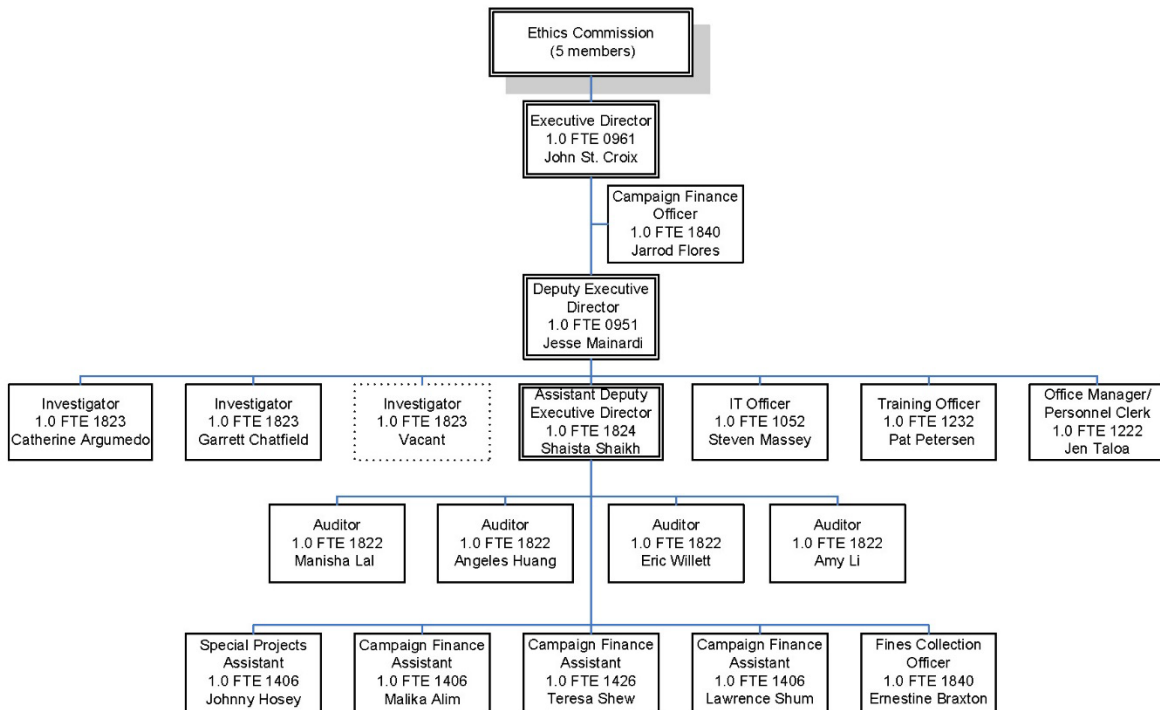 Ethics Commission
(5 members)
Executive Director
1.0 FTE 0961
John St. Croix
Campaign Finance
Officer
1.0 FTE 1840
Jarrod Flores
Deputy Executive
Director
1.0 FTE 0951
Jesse Mainardi
Investigator
1.0 FTE 1823
Catherine Argumedo
Investigator
1.0 FTE 1823
Garrett Chatfield
Investigator
1.0 FTE 1823
Vacant
Assistant Deputy
Executive Director
1.0 FTE 1824
Shaista Shaikh
IT Officer
1.0 FTE 1052
Steven Massey
Training Officer
1.0 FTE 1232
Pat Petersen
Office Manager/
Personnel Clerk
1.0 FTE 1222
Jen Taloa
Auditor
1.0 FTE 1822
Manisha Lal
Auditor
1.0 FTE 1822
Angeles Huang
Auditor
1.0 FTE 1822
Eric Willett
Auditor
1.0 FTE 1822
Amy Li
Special Projects
Assistant
1.0 FTE 1406
Johnny Hosey
Campaign Finance
Assistant
1.0 FTE 1406
Malika Alim
Campaign Finance
Assistant
1.0 FTE 1426
Teresa Shew
Campaign Finance
Assistant
1.0 FTE 1406
Lawrence Shum
Fines Collection
Officer
1.0 FTE 1840
Ernestine Braxton